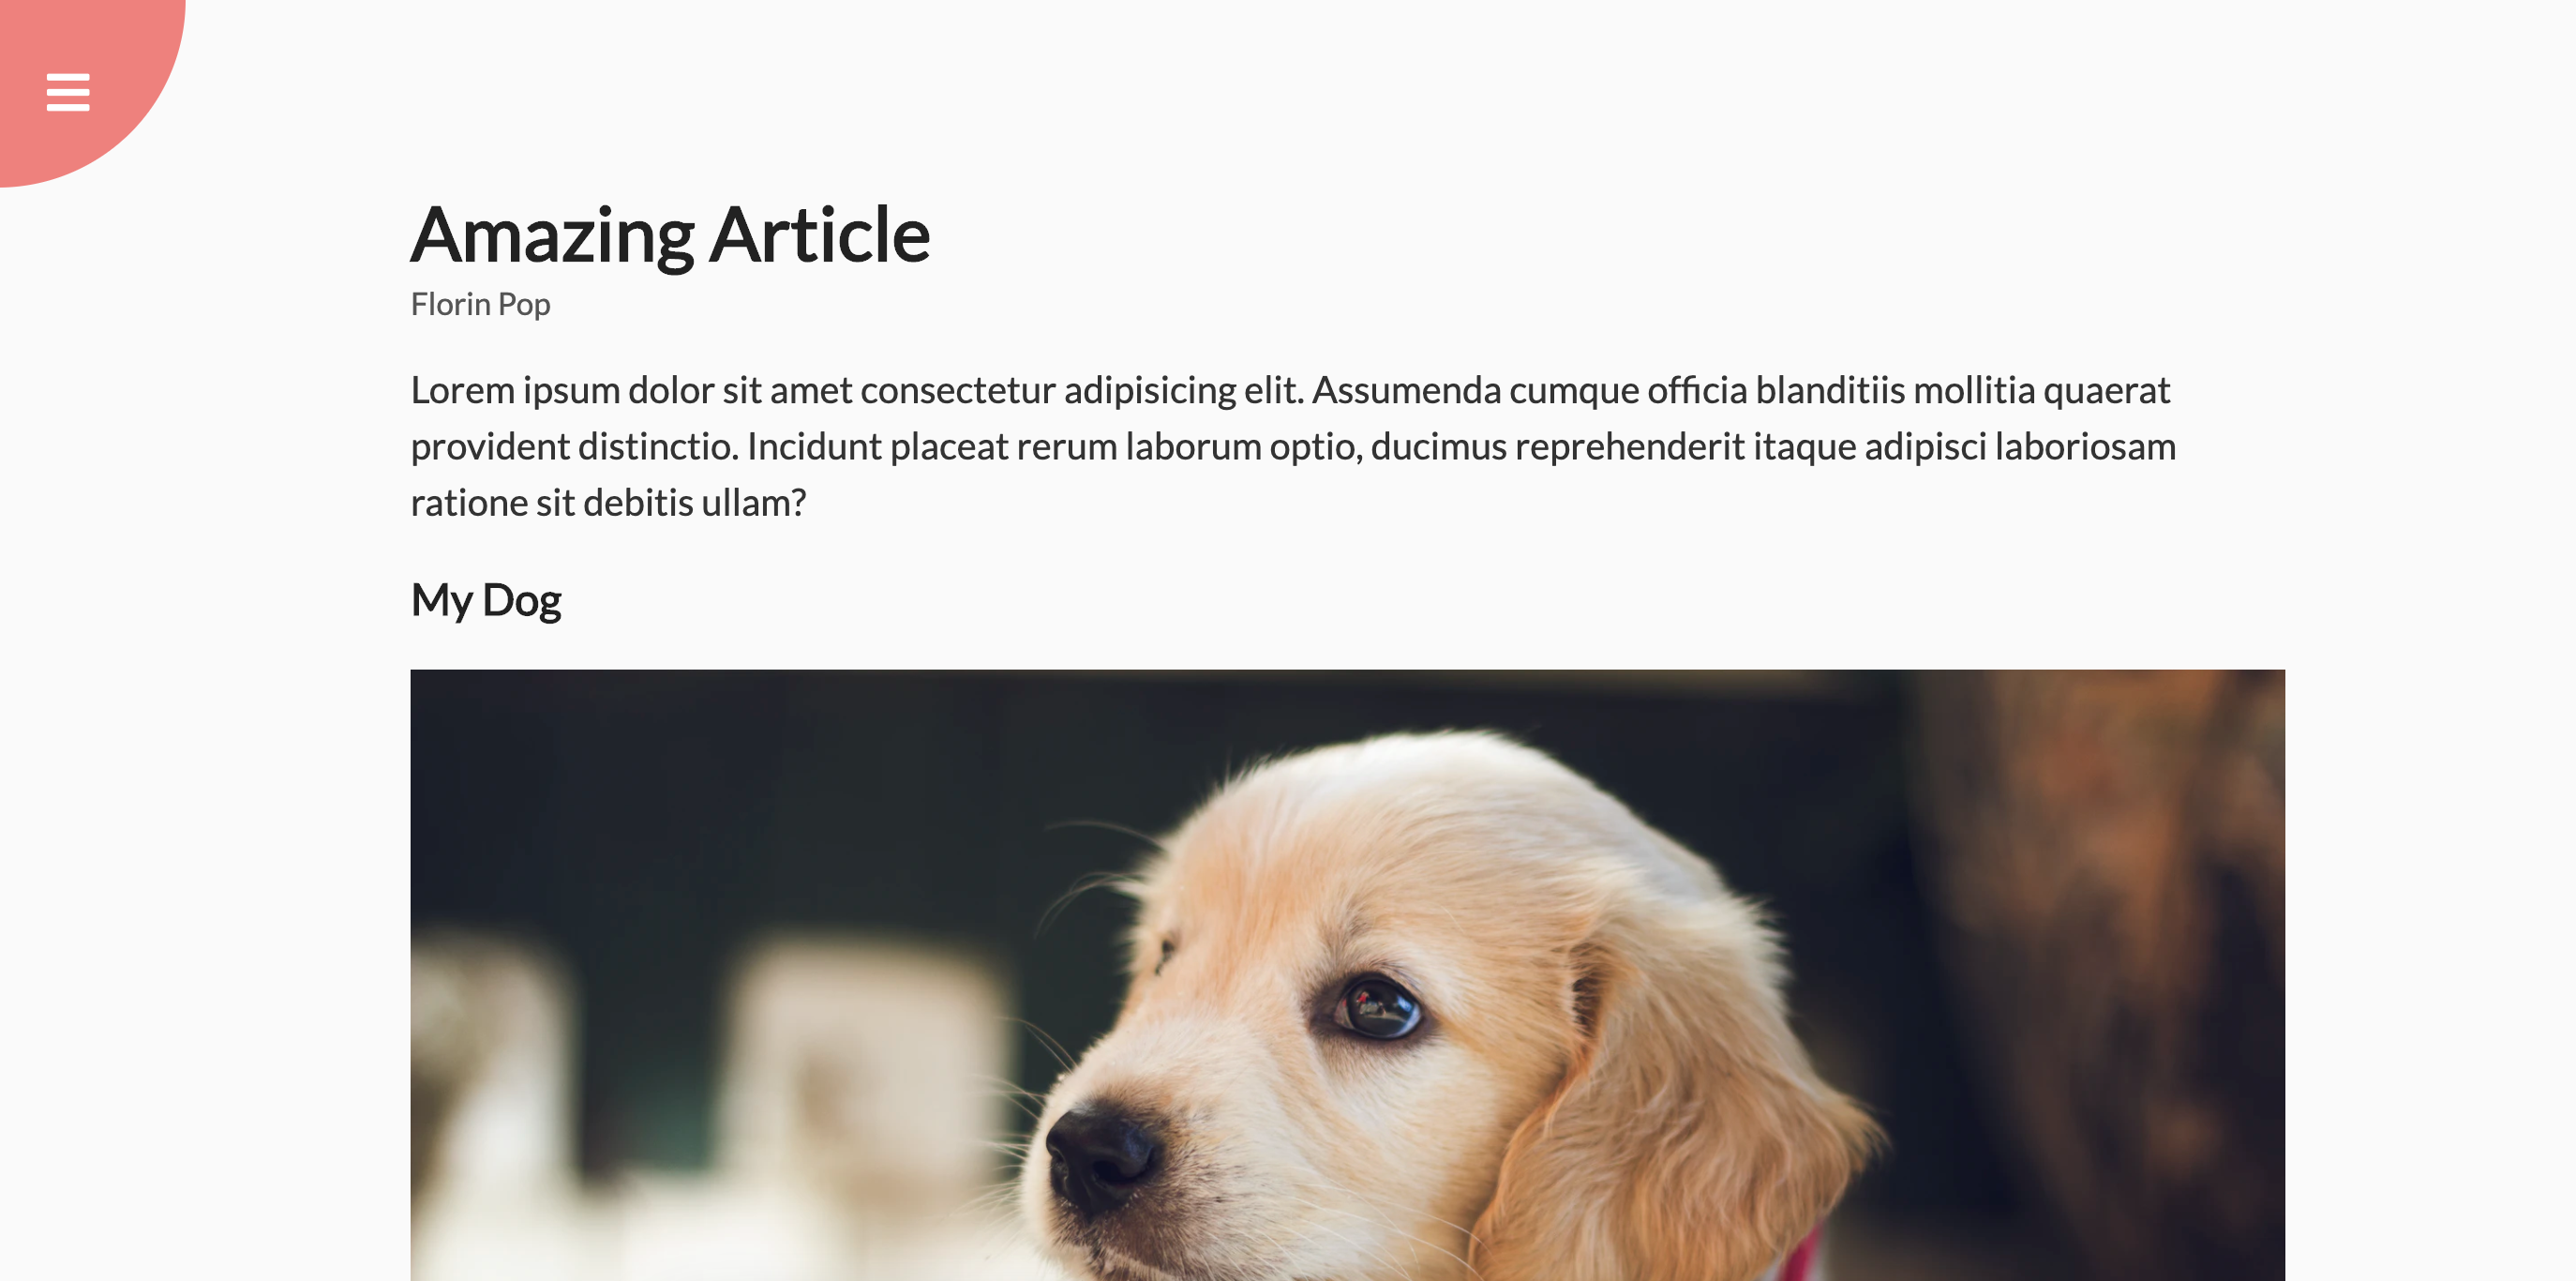 Amazing Article
Florin Pop
Lorem ipsum dolor sit amet consectetur adipisicing elit. Assumenda cumque officia blanditiis mollitia quaerat
provident distinctio. Incidunt placeat rerum laborum optio, ducimus reprehenderit itaque adipisci laboriosam
ratione sit debitis ullam?
My Dog